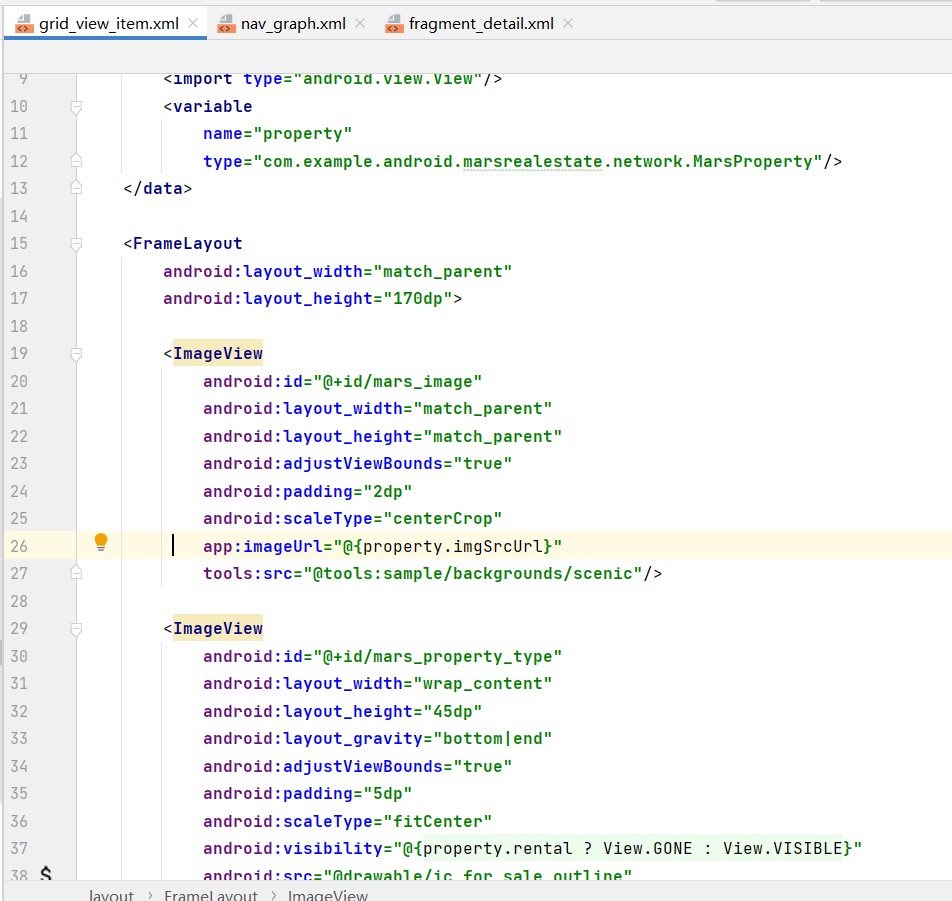 grid_view_item.xml nav_graph.xml fragment_detail.xml
9 <import type="android.view.View"/>
10 <variable
11 name="property"
12 type="com.example.android.marsrealestate.network.MarsProperty"/>
13 </data>
14
15 <FrameLayout
16 android:layout_width="match_parent"
17 android:layout_height="170dp">
18
19 <ImageView
20 android:id="@+id/mars_image"
21 android:layout_width="match_parent"
22 android:layout_height="match_parent"
23 android:adjustViewBounds="true"
24 android:padding="2dp"
25 android:scaleType="centerCrop"
26 app:imageUrl="@{property.imgSrcUrl}"
27 tools:src="@tools:sample/backgrounds/scenic"/>
28
29 <ImageView
30 android:id="@+id/mars_property_type"
31 android:layout_width="wrap_content"
32 android:layout_height="45dp"
33 android:layout_gravity="bottom|end"
34 android:adjustViewBounds="true"
35 android:padding="5dp"
36 android:scaleType="fitCenter"
37 android:visibility="@{property.rental ? View.GONE : View.VISIBLE}"
38 $ android:src="@drawable/ic_for_sale_outline"
layout › FrameLayout › ImageView